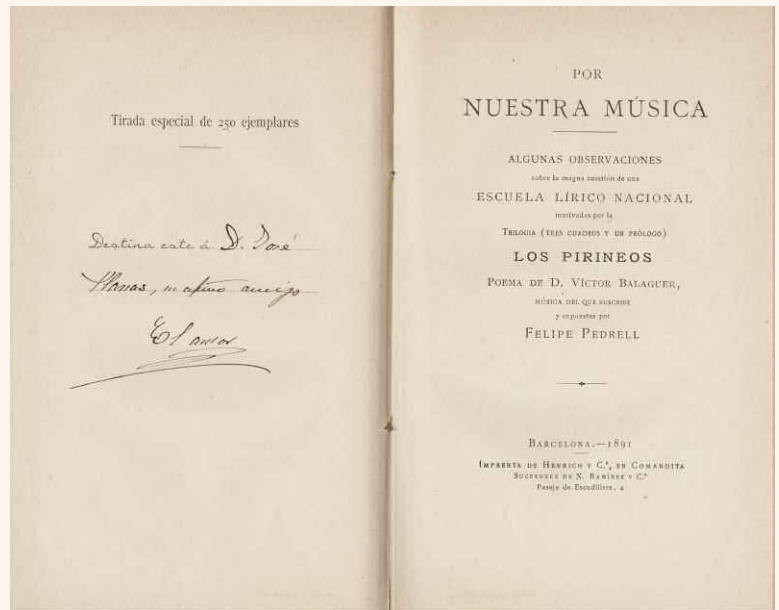 Tirada especial de 250 ejemplares
Destina este á D. José
Llanas, su afmo amigo
El autor
POR
NUESTRA MÚSICA
ALGUNAS OBSERVACIONES
sobre la magna cuestión de una
ESCUELA LÍRICO NACIONAL
motivadas por la
TRILOGIA (TRES CUADROS Y UN PRÓLOGO)
LOS PIRINEOS
POEMA DE D. VÍCTOR BALAGUER,
MÚSICA DEL QUE SUSCRIBE
y expuestas por
FELIPE PEDRELL
BARCELONA.—1891
IMPRENTA DE HENRICH Y C.ª, EN COMANDITA
SUCESORES DE N. RAMÍREZ Y C.ª
Pasaje de Escudillers, 4